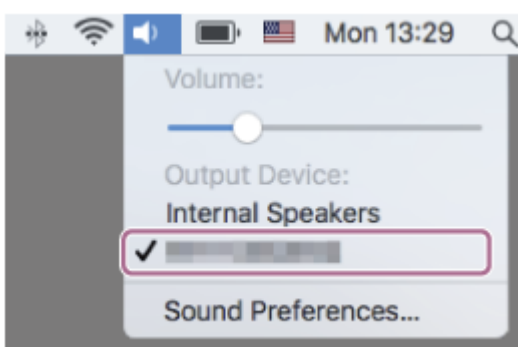 Mon 13:29
Volume:
Output Device:
Internal Speakers
Sound Preferences...